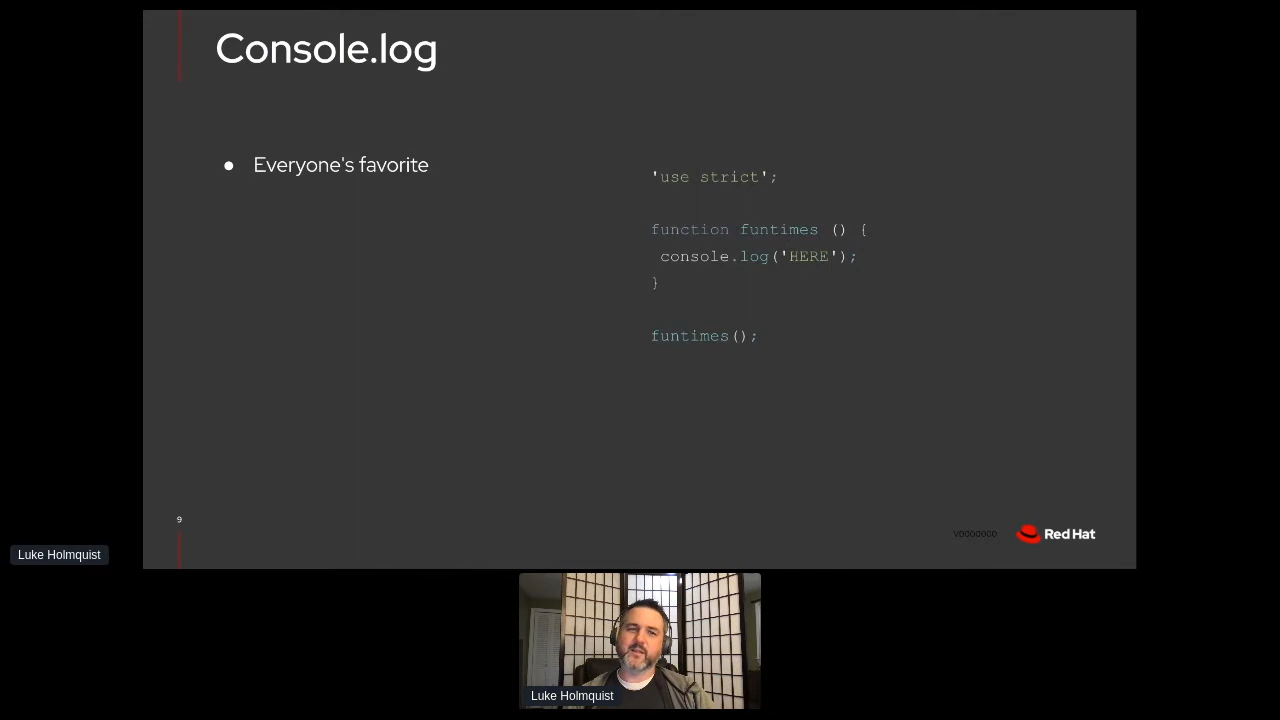 Console.log
● Everyone's favorite
'use strict';
function funtimes () {
console.log('HERE');
}
funtimes();
9
V0000000
Red Hat
Luke Holmquist
Luke Holmquist